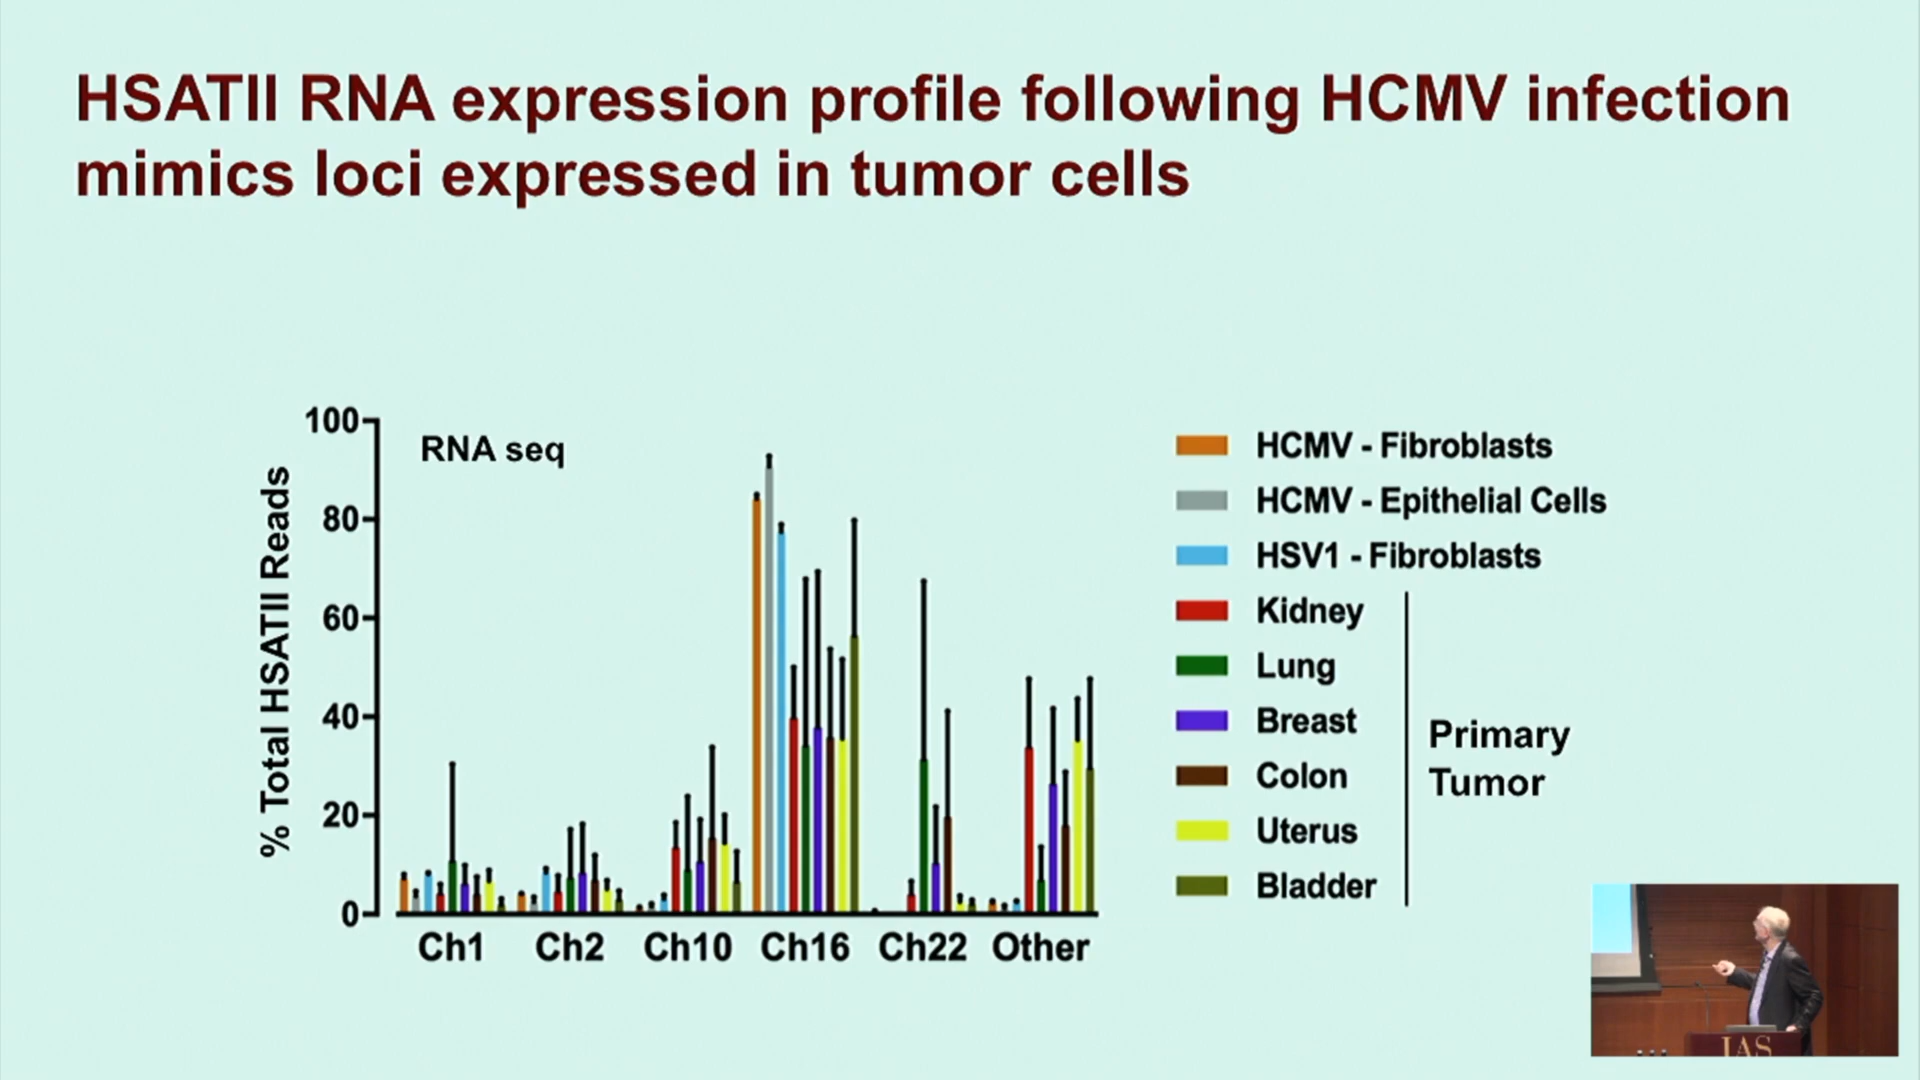 HSATII RNA expression profile following HCMV infection
mimics loci expressed in tumor cells
RNA seq
% Total HSATII Reads
100
80
60
40
20
0
Ch1 Ch2 Ch10 Ch16 Ch22 Other
HCMV - Fibroblasts
HCMV - Epithelial Cells
HSV1 - Fibroblasts
Kidney
Lung
Breast
Colon
Uterus
Bladder
Primary
Tumor
IAS